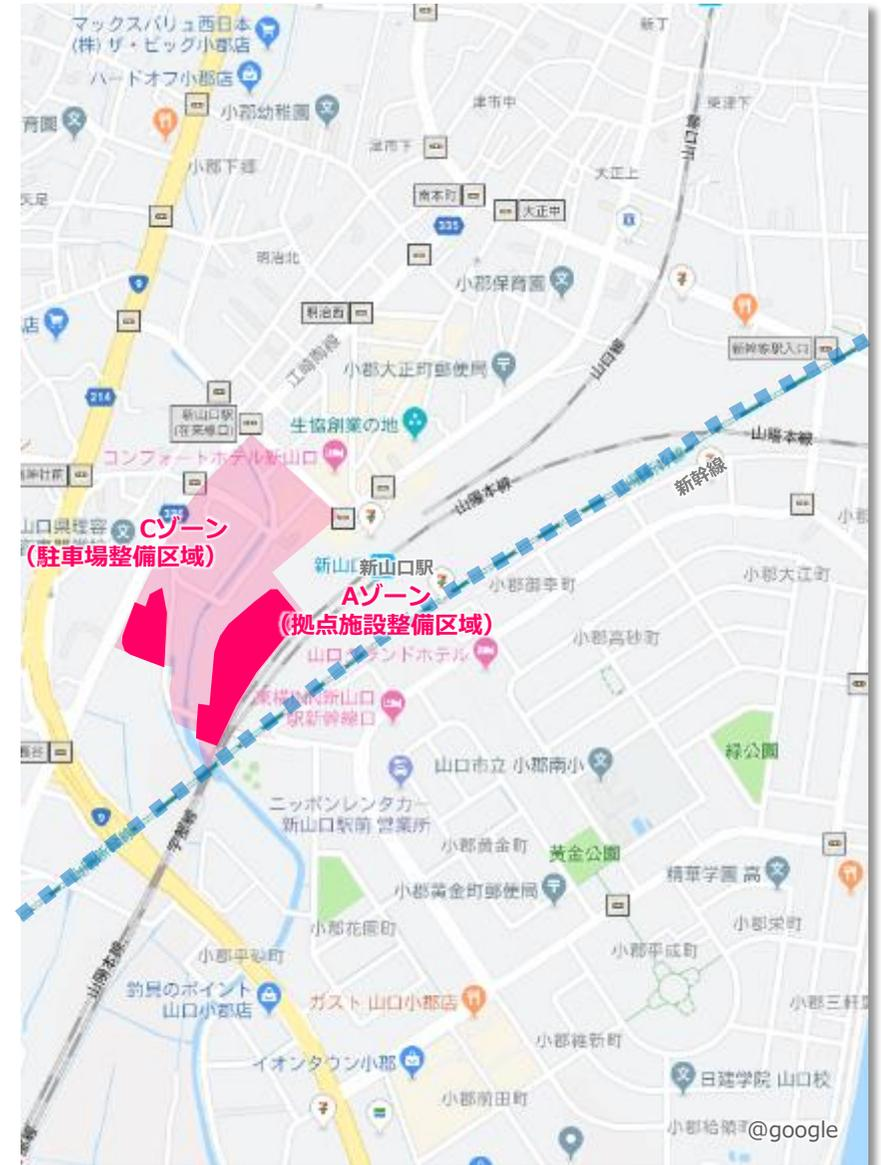 マックスバリュ西日本
(株) ザ・ビッグ小郡店
ハードオフ小郡店
新丁
津市中
東津下
育園
小郡幼稚園
津市下
小郡下郷
大正上
矢足
南本町
大正中
335
明治北
小郡保育園
9
店
明治西
新幹線駅入口
小郡大正町郵便局
山口線
214
新山口駅
(在来線口)
生協創業の地
山陽本線
コンフォートホテル新山口
新幹線
山陽本線
Cゾーン
(駐車場整備区域)
新山口駅
小郡御幸町
小郡大江町
Aゾーン
(拠点施設整備区域)
小郡高砂町
東横INN新山口
駅新幹線口
緑公園
山口市立 小郡南小
ニッポンレンタカー
新山口駅前 営業所
9
宇部線
小郡黄金町
黄金公園
精華学園 高
小郡黄金町郵便局
小郡花園町
小郡栄町
小郡平成町
小郡平砂町
山陽本線
釣具のポイント
山口小郡店
ガスト 山口小郡店
小郡維新町
イオンタウン小郡
日建学院 山口校
小郡前田町
@google